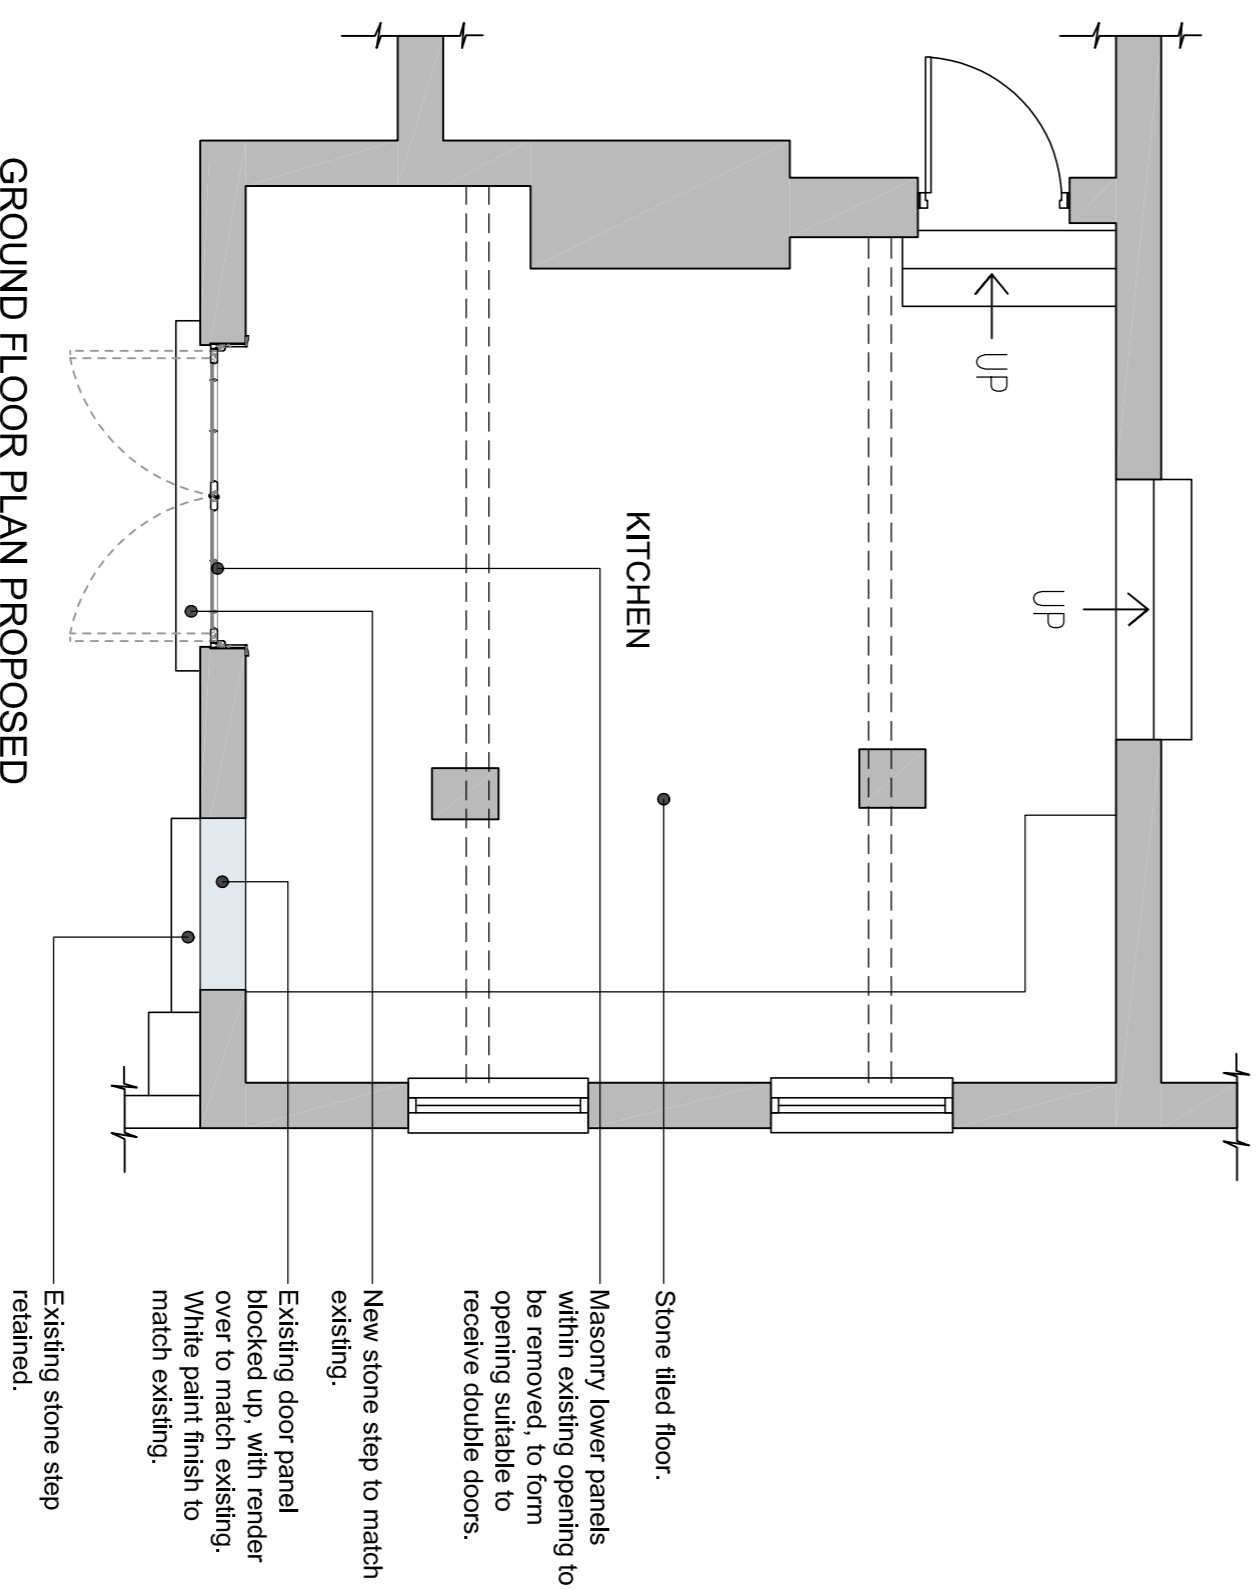 UP
UP
KITCHEN
Stone tiled floor.
Masonry lower panels
within existing opening to
be removed, to form
opening suitable to
receive double doors.
New stone step to match
existing.
Existing door panel
blocked up, with render
over to match existing.
White paint finish to
match existing.
Existing stone step
retained.
GROUND FLOOR PLAN PROPOSED